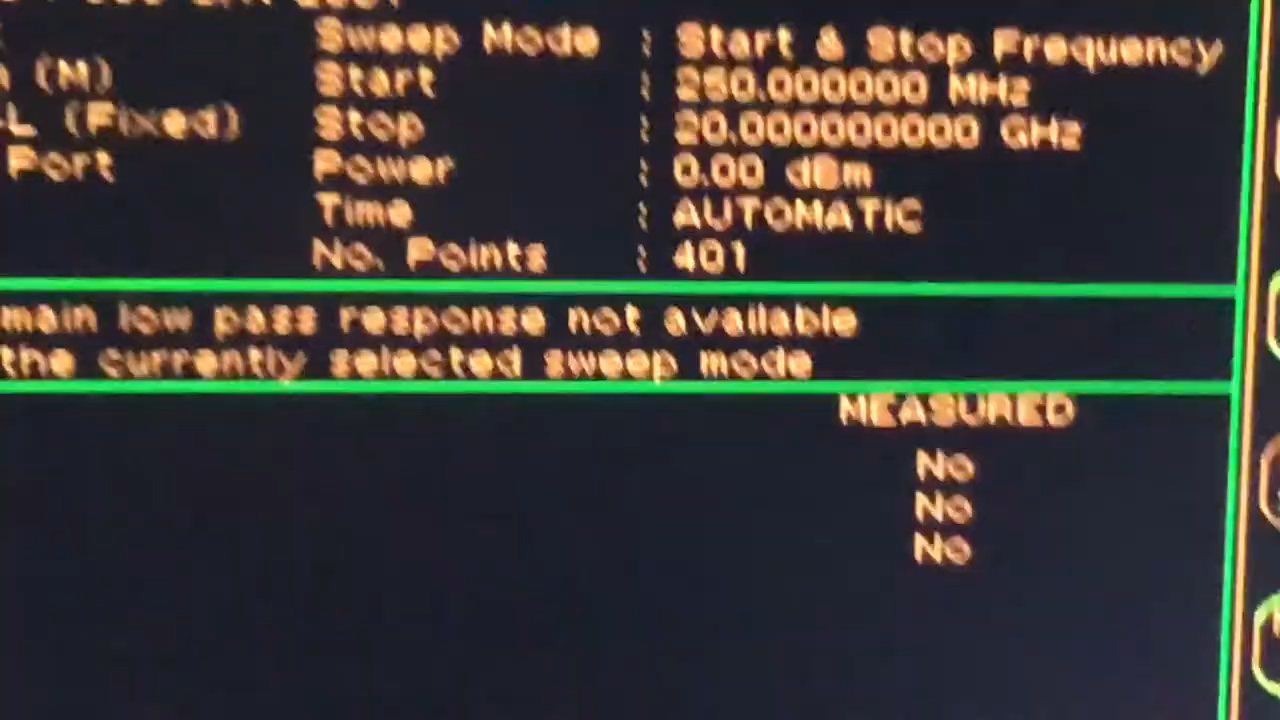 Sweep Mode : Start & Stop Frequency
(M) Start : 250.000000 MHz
-L (Fixed) Stop : 20.000000000 GHz
Port Power : 0.00 dBm
Time : AUTOMATIC
No. Points : 401
main low pass response not available
the currently selected sweep mode
MEASURED
No
No
No